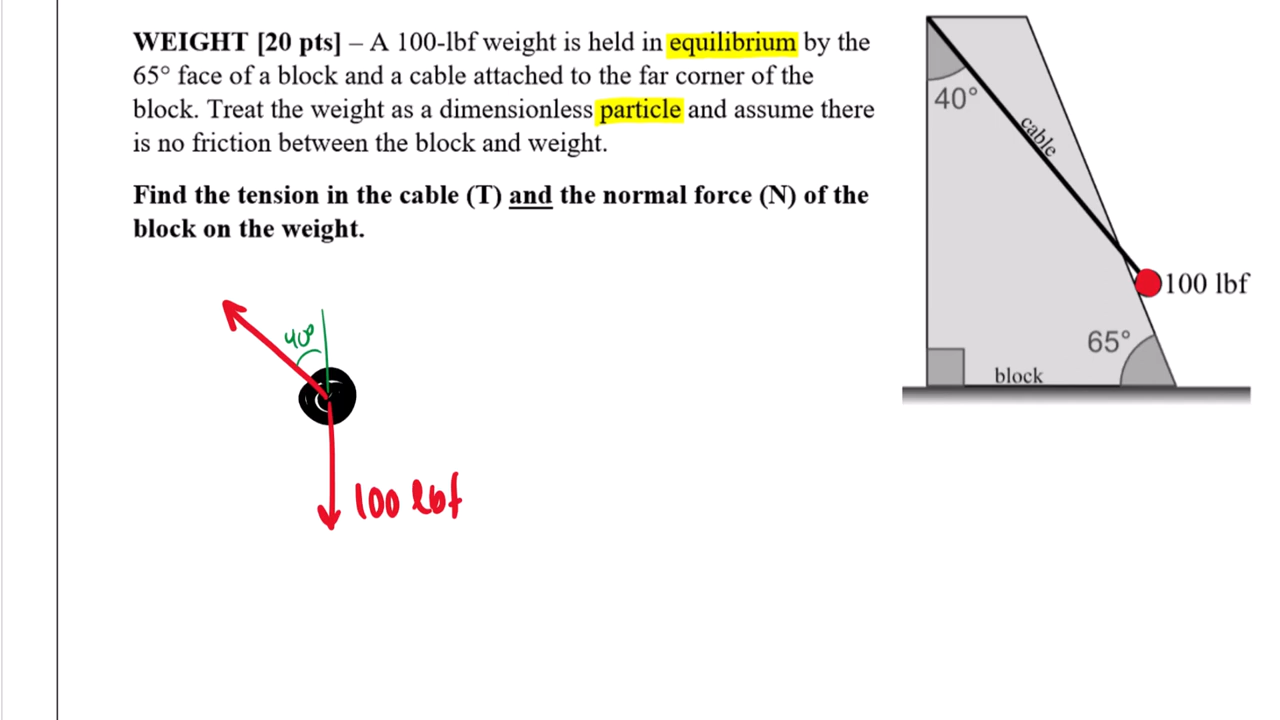 WEIGHT [20 pts] – A 100-lbf weight is held in equilibrium by the
65° face of a block and a cable attached to the far corner of the
block. Treat the weight as a dimensionless particle and assume there
is no friction between the block and weight.
Find the tension in the cable (T) and the normal force (N) of the
block on the weight.
40°
cable
100 lbf
65°
block
40°
100 lbf